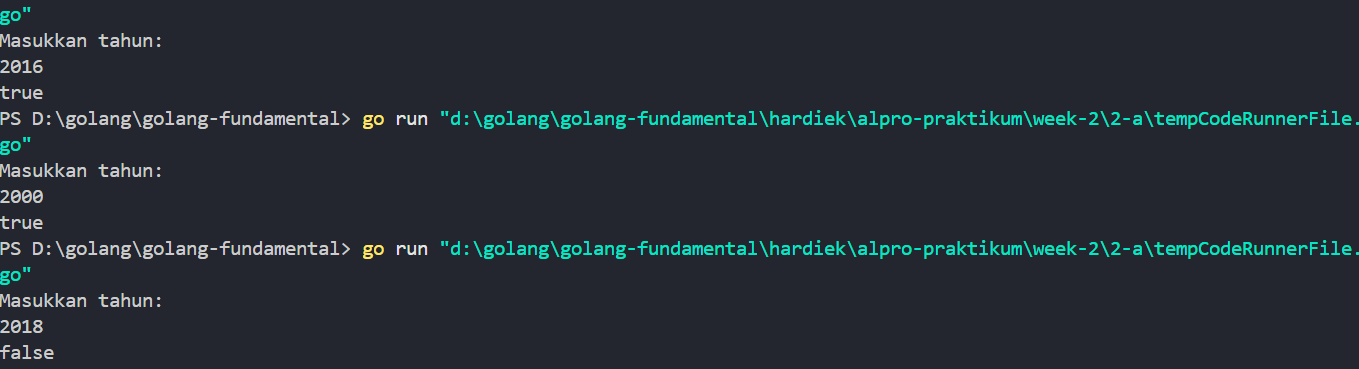 go"
Masukkan tahun:
2016
true
PS D:\golang\golang-fundamental> go run "d:\golang\golang-fundamental\hardiek\alpro-praktikum\week-2\2-a\tempCodeRunnerFile.
go"
Masukkan tahun:
2000
true
PS D:\golang\golang-fundamental> go run "d:\golang\golang-fundamental\hardiek\alpro-praktikum\week-2\2-a\tempCodeRunnerFile.
go"
Masukkan tahun:
2018
false